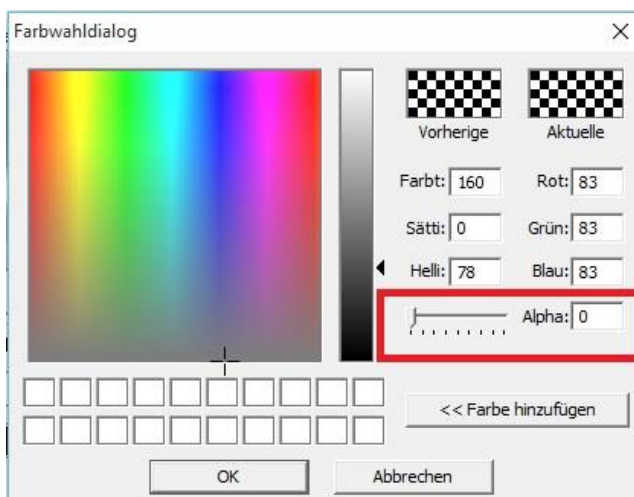 Farbwahldialog
Vorherige Aktuelle
Farbt: 160 Rot: 83
Sätti: 0 Grün: 83
Helli: 78 Blau: 83
Alpha: 0
<< Farbe hinzufügen
OK Abbrechen